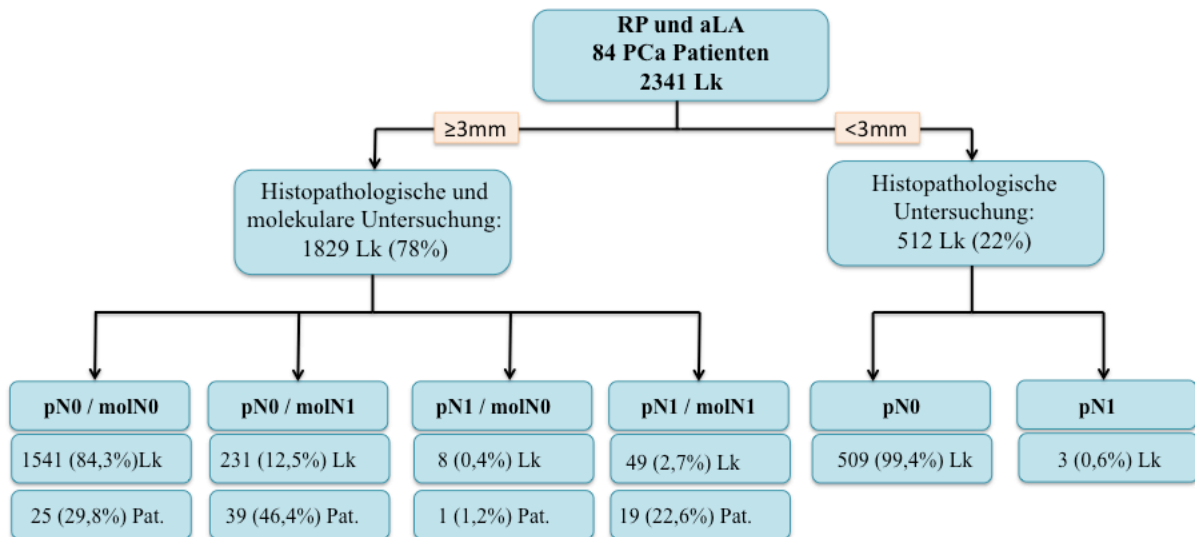 RP und aLA
84 PCa Patienten
2341 Lk
≥3mm
<3mm
Histopathologische und
molekulare Untersuchung:
1829 Lk (78%)
Histopathologische
Untersuchung:
512 Lk (22%)
pN0 / molN0
pN0 / molN1
pN1 / molN0
pN1 / molN1
pN0
pN1
1541 (84,3%)Lk
231 (12,5%) Lk
8 (0,4%) Lk
49 (2,7%) Lk
509 (99,4%) Lk
3 (0,6%) Lk
25 (29,8%) Pat.
39 (46,4%) Pat.
1 (1,2%) Pat.
19 (22,6%) Pat.